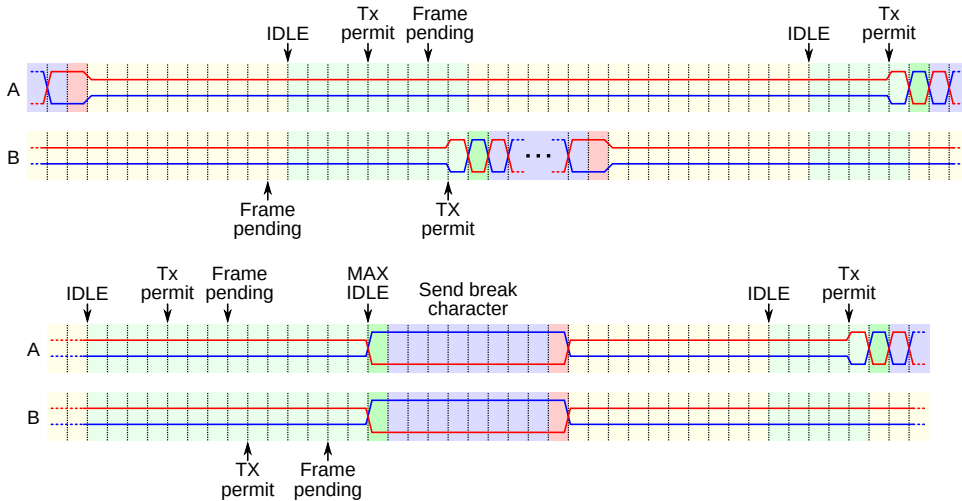 IDLE
Tx
permit
Frame
pending
IDLE
Tx
permit
A
B
...
Frame
pending
TX
permit
IDLE
Tx
permit
Frame
pending
MAX
IDLE
Send break
character
IDLE
Tx
permit
A
B
TX
permit
Frame
pending